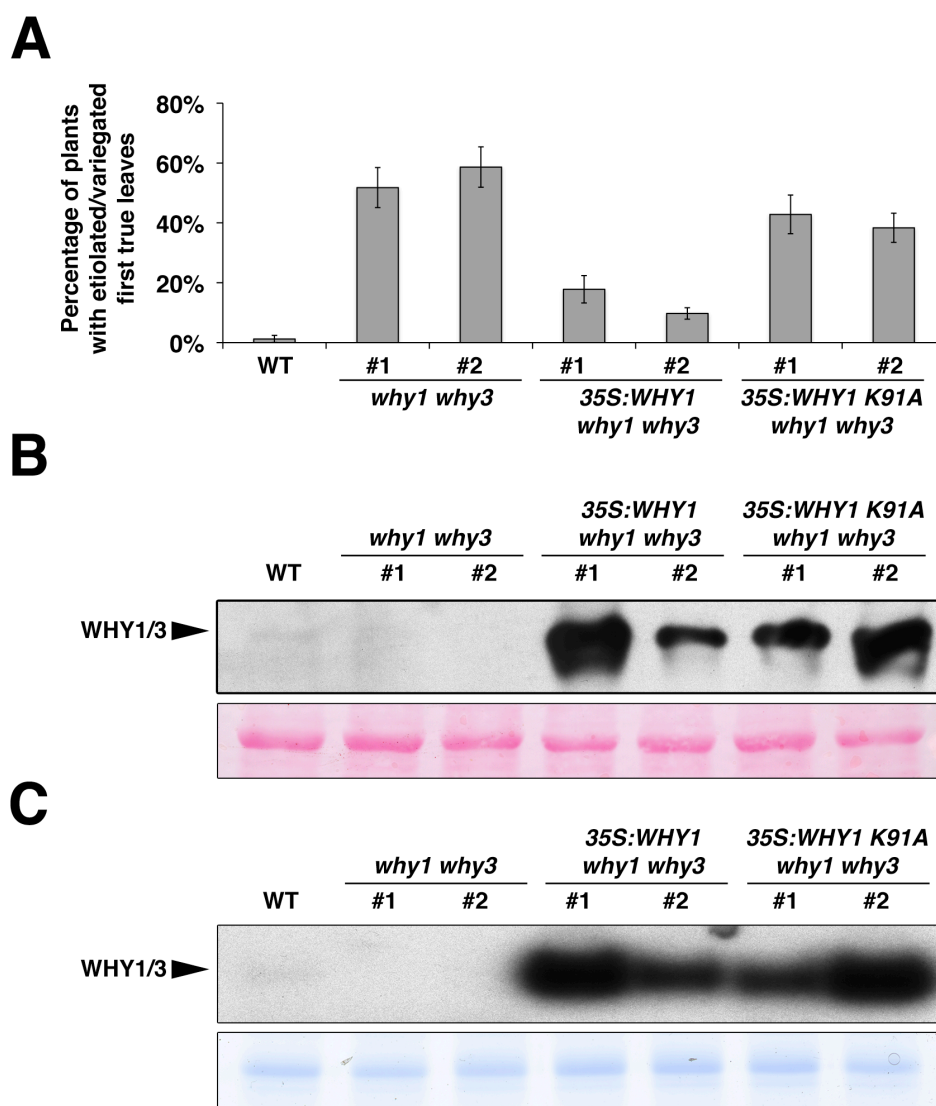 A
Percentage of plants
with etiolated/variegated
first true leaves
80%
60%
40%
20%
0%
WT
#1
#2
#1
#2
#1
#2
why1 why3
35S:WHY1
why1 why3
35S:WHY1 K91A
why1 why3
B
35S:WHY1
why1 why3
35S:WHY1 K91A
why1 why3
why1 why3
WT
#1
#2
#1
#2
#1
#2
WHY1/3
C
35S:WHY1
why1 why3
35S:WHY1 K91A
why1 why3
why1 why3
WT
#1
#2
#1
#2
#1
#2
WHY1/3